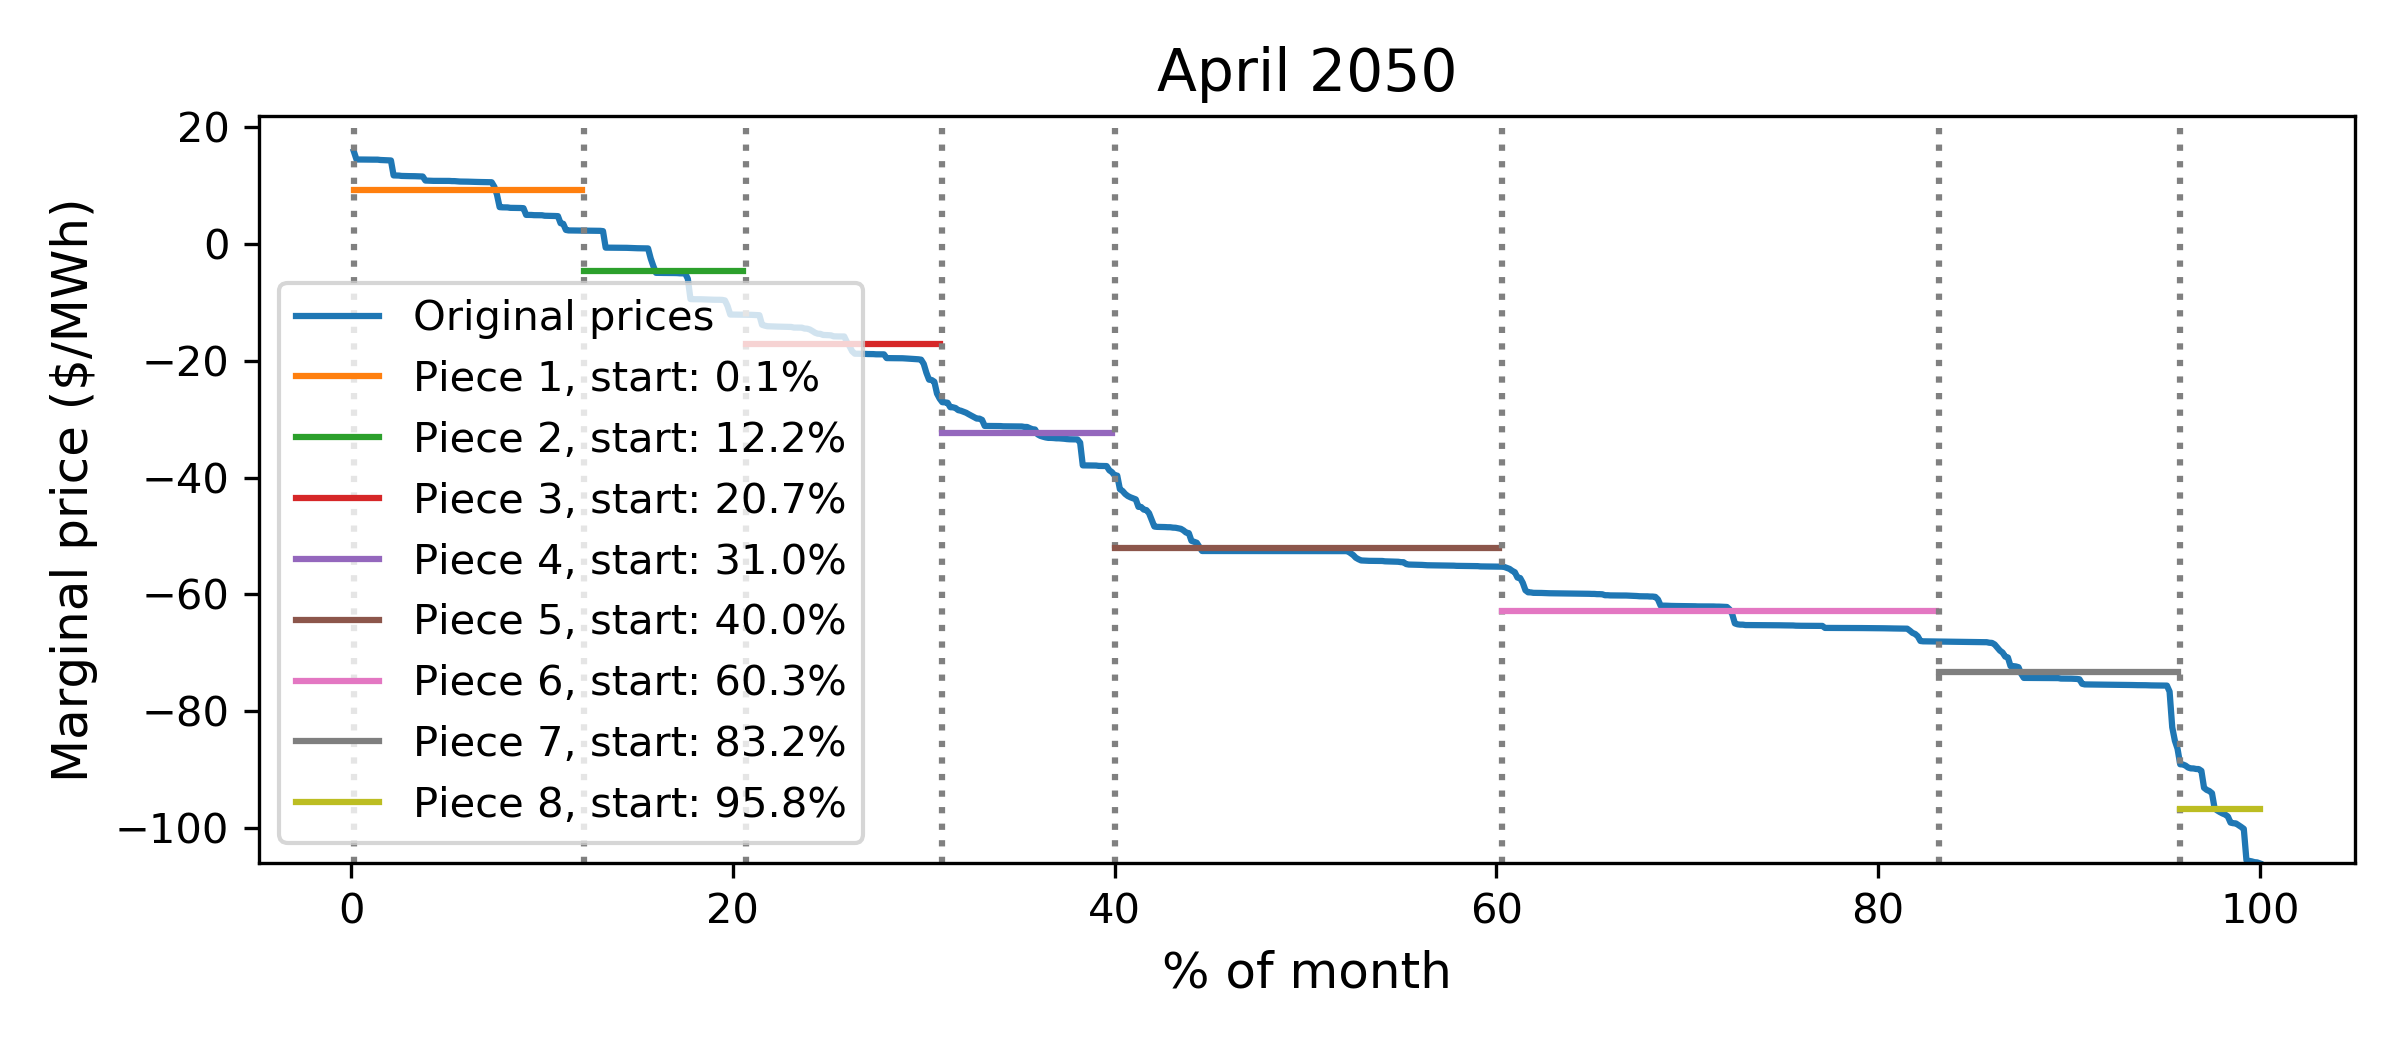 April 2050
Marginal price ($/MWh)
20
0
−20
−40
−60
−80
−100
Original prices
Piece 1, start: 0.1%
Piece 2, start: 12.2%
Piece 3, start: 20.7%
Piece 4, start: 31.0%
Piece 5, start: 40.0%
Piece 6, start: 60.3%
Piece 7, start: 83.2%
Piece 8, start: 95.8%
0 20 40 60 80 100
% of month